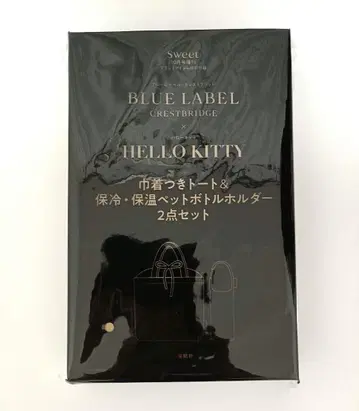 Sweet
BLUE LABEL
CRESTBRIDGE
×
HELLO KITTY
巾着つきトート&
保冷・保温ペットボトルホルダー
2点セット